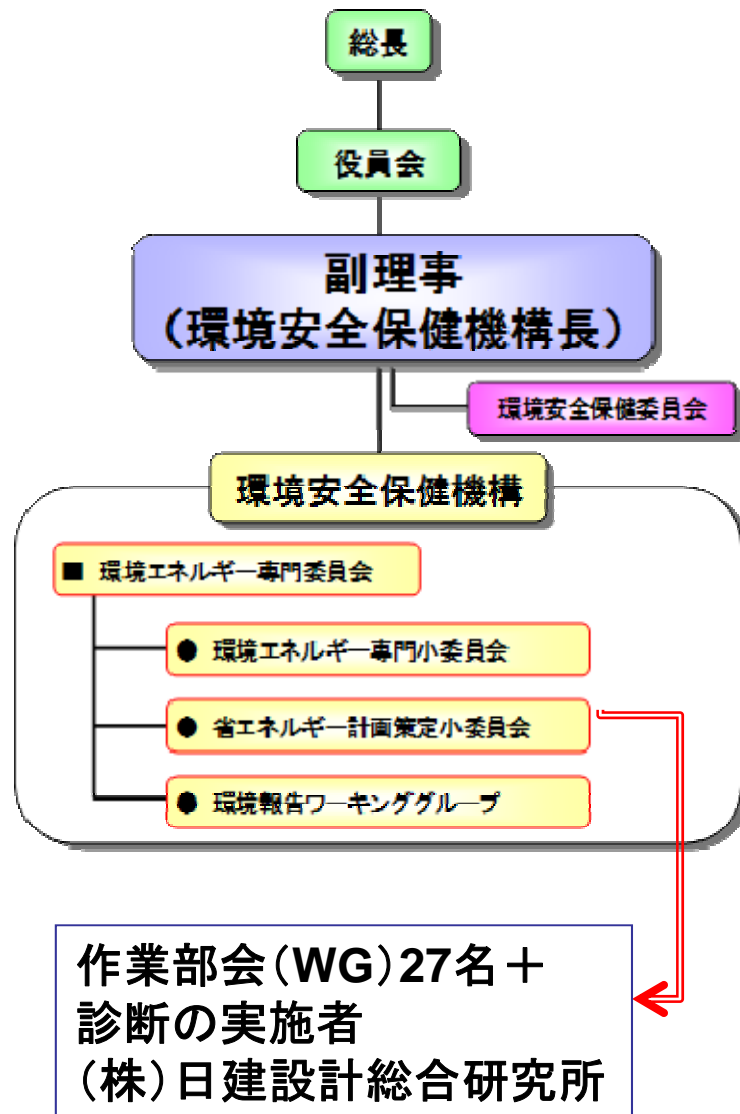 総長
役員会
副理事
(環境安全保健機構長)
環境安全保健委員会
環境安全保健機構
■ 環境エネルギー専門委員会
● 環境エネルギー専門小委員会
● 省エネルギー計画策定小委員会
● 環境報告ワーキンググループ
作業部会(WG)27名+
診断の実施者
(株)日建設計総合研究所